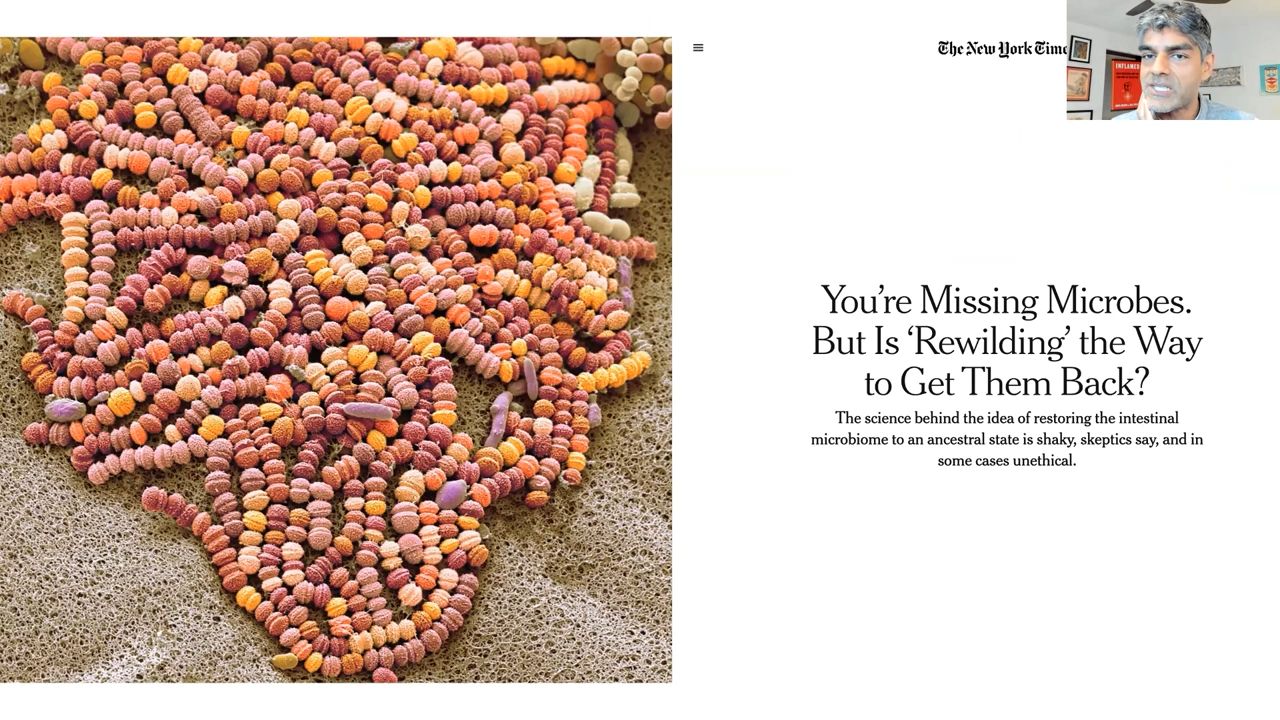 The New York Time
INFLAMED
You're Missing Microbes.
But Is ‘Rewilding’ the Way
to Get Them Back?
The science behind the idea of restoring the intestinal
microbiome to an ancestral state is shaky, skeptics say, and in
some cases unethical.